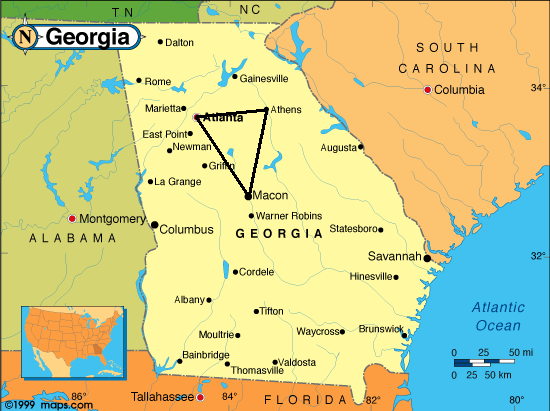 TN
NC
N
Georgia
Dalton
SOUTH
CAROLINA
Rome
Gainesville
34°
Columbia
Marietta
Atlanta
Athens
East Point
Newman
Augusta
Griffin
La Grange
Macon
Montgomery
Warner Robins
Columbus
Statesboro
ALABAMA
GEORGIA
Savannah
32°
Cordele
Hinesville
Albany
Tifton
Atlantic
Ocean
Moultrie
Waycross
Brunswick
Bainbridge
Valdosta
Thomasville
0 25 50 mi
0 25 50 km
86°
Tallahassee
84°
FLORIDA
82°
©1999 maps.com
80°